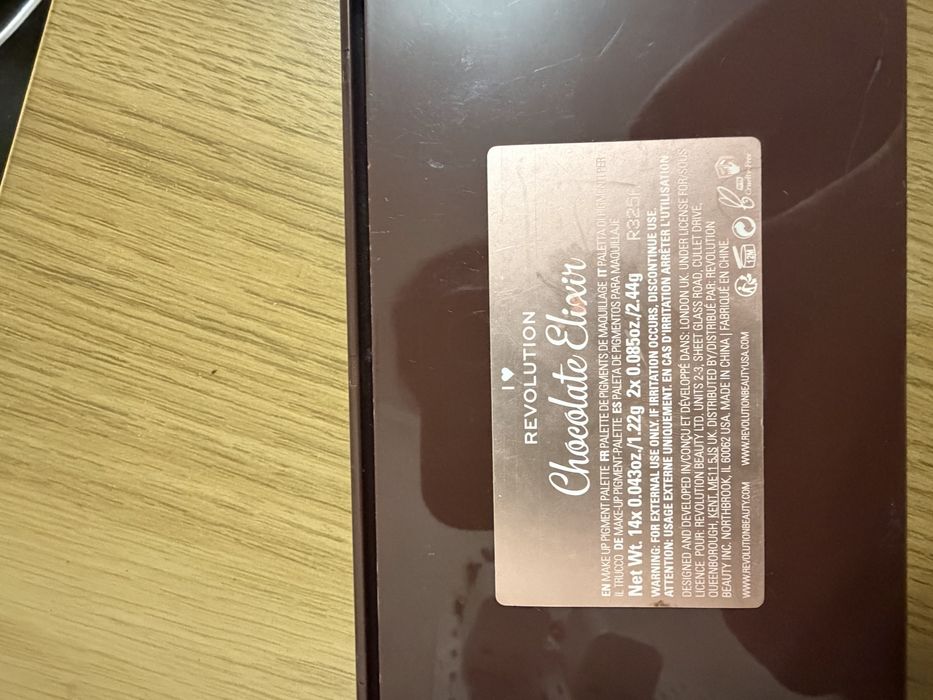 I ♥
REVOLUTION
Chocolate Elixir
EN MAKE UP PIGMENT PALETTE FR PALETTE DE PIGMENTS DE MAQUILLAGE IT PALETTA DI PIGMENTI PER
IL TRUCCO DE MAKE-UP PIGMENT-PALETTE ES PALETA DE PIGMENTOS PARA MAQUILLAJE
Net Wt. 14x 0.043oz./1.22g 2x 0.085oz./2.44g
WARNING: FOR EXTERNAL USE ONLY. IF IRRITATION OCCURS, DISCONTINUE USE.
ATTENTION: USAGE EXTERNE UNIQUEMENT. EN CAS D'IRRITATION ARRÊTER L'UTILISATION.
DESIGNED AND DEVELOPED IN/CONÇU ET DÉVELOPPÉ DANS: LONDON UK. UNDER LICENSE FOR/SOUS
LICENCE POUR: REVOLUTION BEAUTY LTD. UNITS 2-3, SHEET GLASS ROAD, CULLET DRIVE,
QUEENBOROUGH, KENT, ME11 5JS UK. DISTRIBUTED BY/DISTRIBUÉ PAR: REVOLUTION
BEAUTY INC. NORTHBROOK, IL 60062 USA. MADE IN CHINA | FABRIQUÉ EN CHINE.
WWW.REVOLUTIONBEAUTY.COM WWW.REVOLUTIONBEAUTYUSA.COM
12M
Cruelty-Free